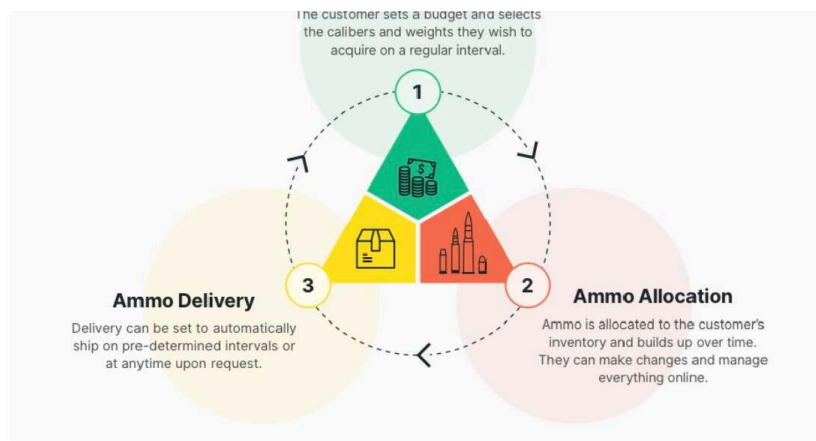 The customer sets a budget and selects
the calibers and weights they wish to
acquire on a regular interval.
1
$
3
2
Ammo Delivery
Delivery can be set to automatically
ship on pre-determined intervals or
at anytime upon request.
Ammo Allocation
Ammo is allocated to the customer's
inventory and builds up over time.
They can make changes and manage
everything online.